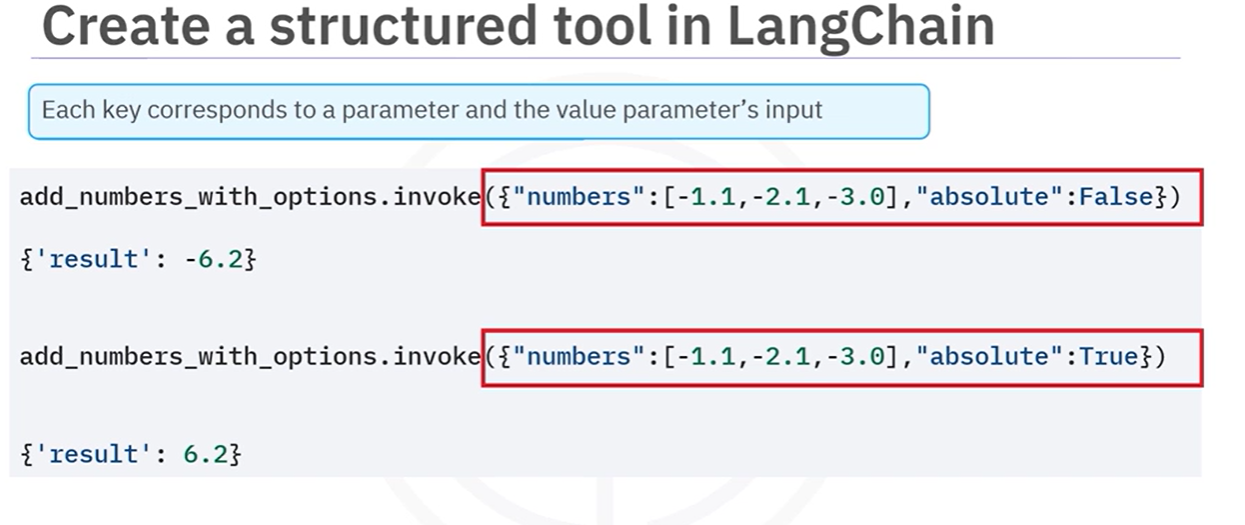 Create a structured tool in LangChain
Each key corresponds to a parameter and the value parameter’s input
add_numbers_with_options.invoke({"numbers":[-1.1,-2.1,-3.0],"absolute":False})
{'result': -6.2}
add_numbers_with_options.invoke({"numbers":[-1.1,-2.1,-3.0],"absolute":True})
{'result': 6.2}